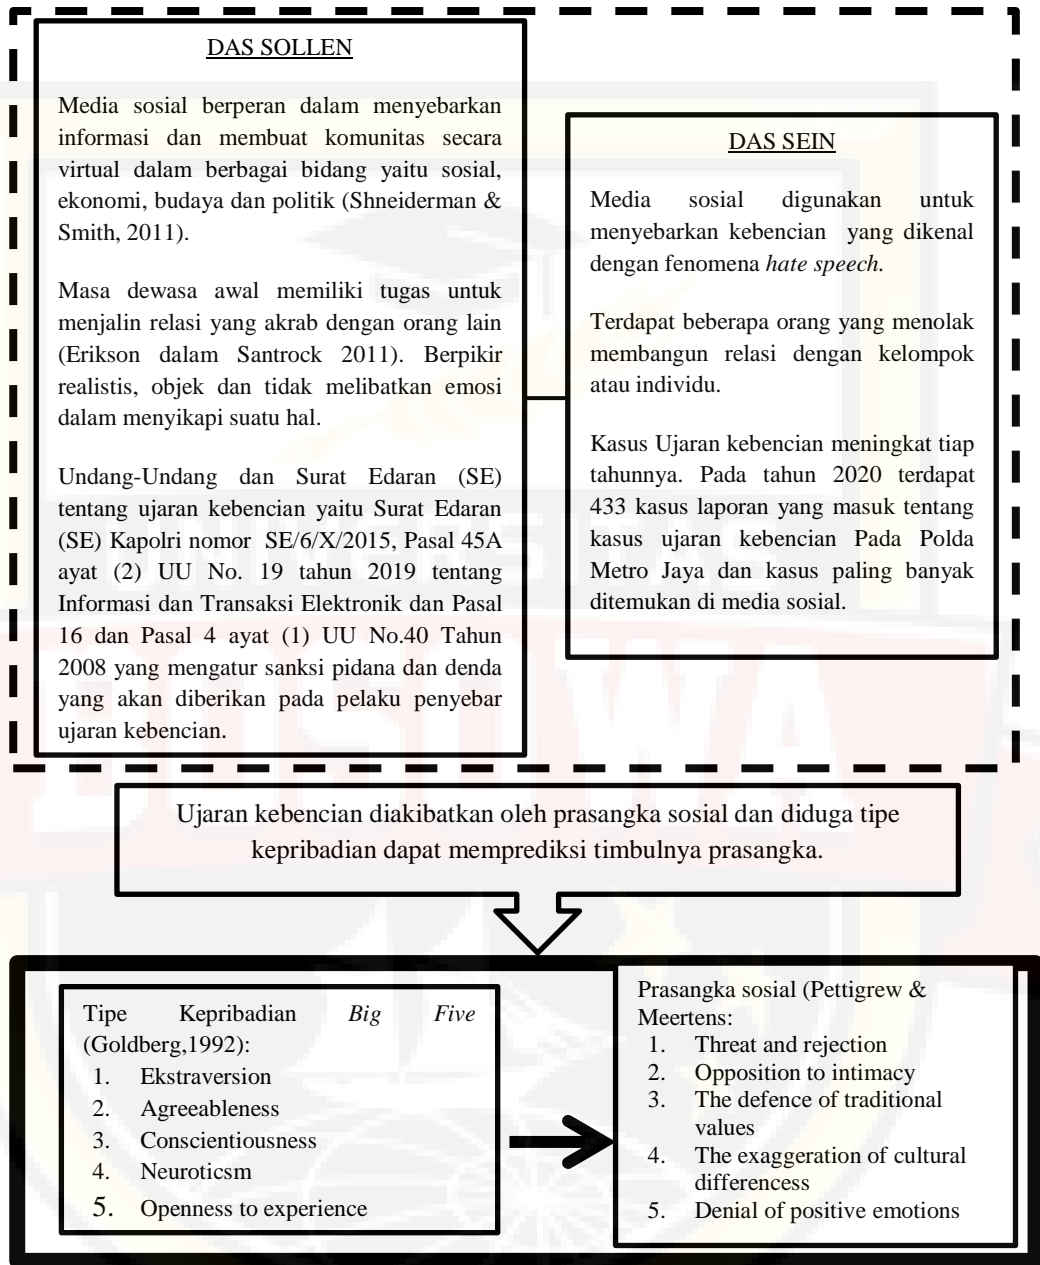 DAS SOLLEN
Media sosial berperan dalam menyebarkan
informasi dan membuat komunitas secara
virtual dalam berbagai bidang yaitu sosial,
ekonomi, budaya dan politik (Shneiderman &
Smith, 2011).
Masa dewasa awal memiliki tugas untuk
menjalin relasi yang akrab dengan orang lain
(Erikson dalam Santrock 2011). Berpikir
realistis, objek dan tidak melibatkan emosi
dalam menyikapi suatu hal.
Undang-Undang dan Surat Edaran (SE)
tentang ujaran kebencian yaitu Surat Edaran
(SE) Kapolri nomor SE/6/X/2015, Pasal 45A
ayat (2) UU No. 19 tahun 2019 tentang
Informasi dan Transaksi Elektronik dan Pasal
16 dan Pasal 4 ayat (1) UU No.40 Tahun
2008 yang mengatur sanksi pidana dan denda
yang akan diberikan pada pelaku penyebar
ujaran kebencian.
DAS SEIN
Media sosial digunakan untuk
menyebarkan kebencian yang dikenal
dengan fenomena hate speech.
Terdapat beberapa orang yang menolak
membangun relasi dengan kelompok
atau individu.
Kasus Ujaran kebencian meningkat tiap
tahunnya. Pada tahun 2020 terdapat
433 kasus laporan yang masuk tentang
kasus ujaran kebencian Pada Polda
Metro Jaya dan kasus paling banyak
ditemukan di media sosial.
UNIVERSITAS
BOSOWA
Ujaran kebencian diakibatkan oleh prasangka sosial dan diduga tipe
kepribadian dapat memprediksi timbulnya prasangka.
Tipe Kepribadian Big Five
(Goldberg,1992):
1. Ekstraversion
2. Agreeableness
3. Conscientiousness
4. Neuroticsm
5. Openness to experience
Prasangka sosial (Pettigrew &
Meertens:
1. Threat and rejection
2. Opposition to intimacy
3. The defence of traditional
values
4. The exaggeration of cultural
differencess
5. Denial of positive emotions